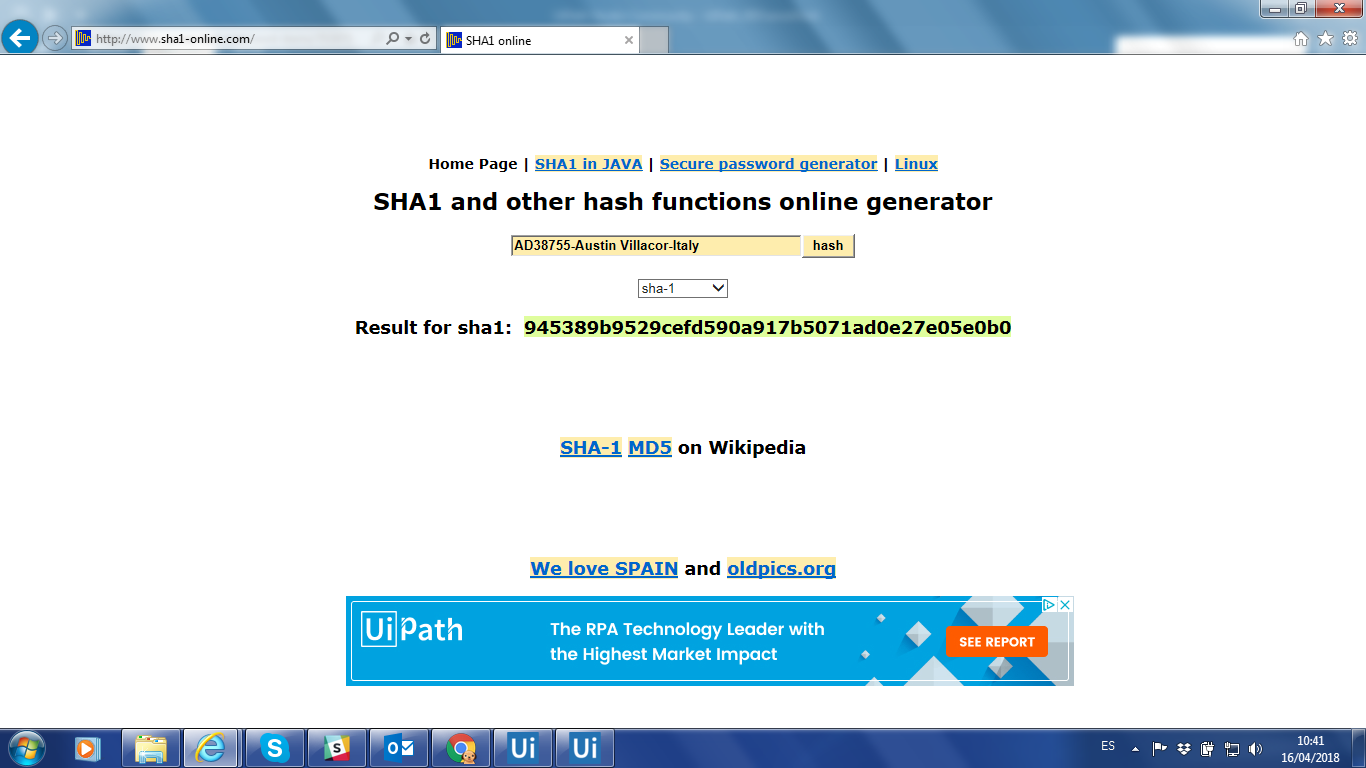 http://www.sha1-online.com/
SHA1 online
Home Page | SHA1 in JAVA | Secure password generator | Linux
SHA1 and other hash functions online generator
AD38755-Austin Villacor-Italy hash
sha-1
Result for sha1: 945389b9529cefd590a917b5071ad0e27e05e0b0
SHA-1 MD5 on Wikipedia
We love SPAIN and oldpics.org
UiPath
The RPA Technology Leader with
the Highest Market Impact
SEE REPORT
Ui Ui
ES
10:41
16/04/2018